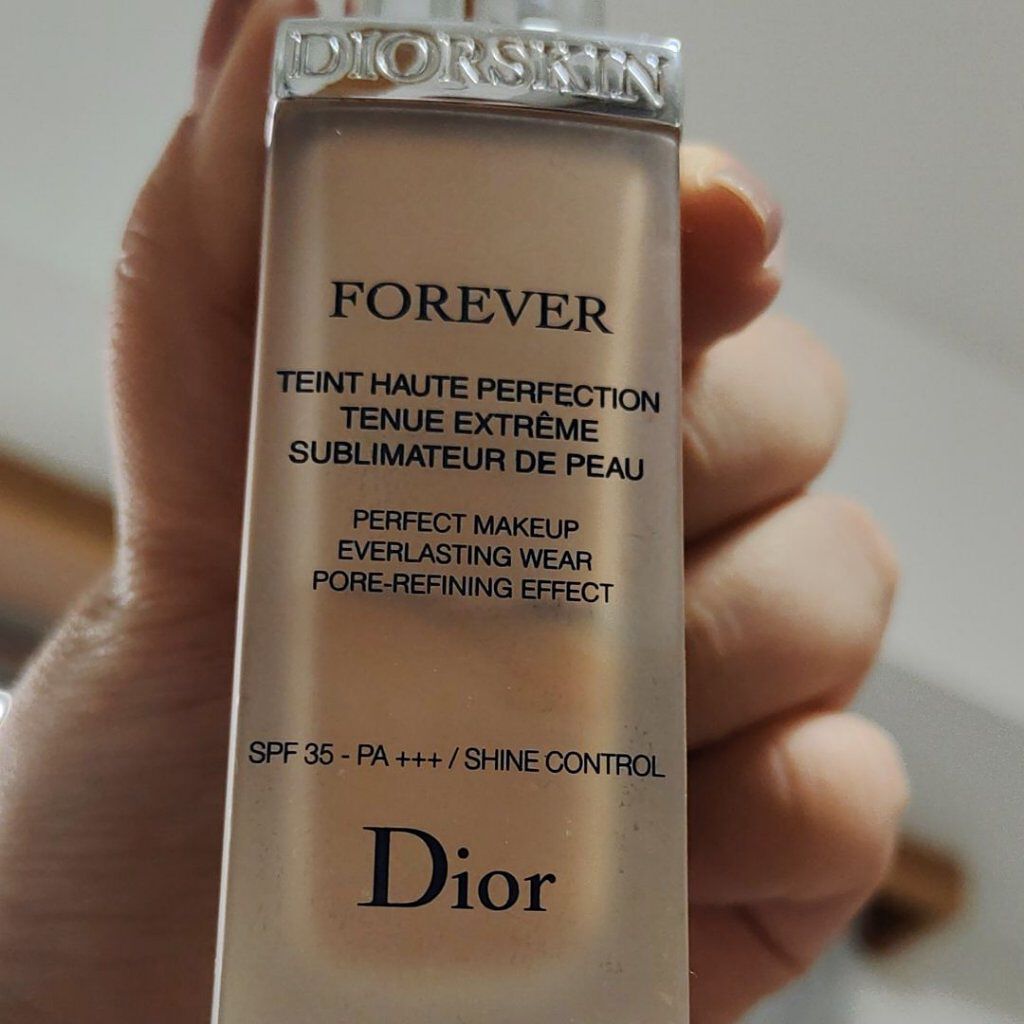 DIORSKIN
FOREVER
TEINT HAUTE PERFECTION
TENUE EXTRÊME
SUBLIMATEUR DE PEAU
PERFECT MAKEUP
EVERLASTING WEAR
PORE-REFINING EFFECT
SPF 35 - PA +++ / SHINE CONTROL
Dior